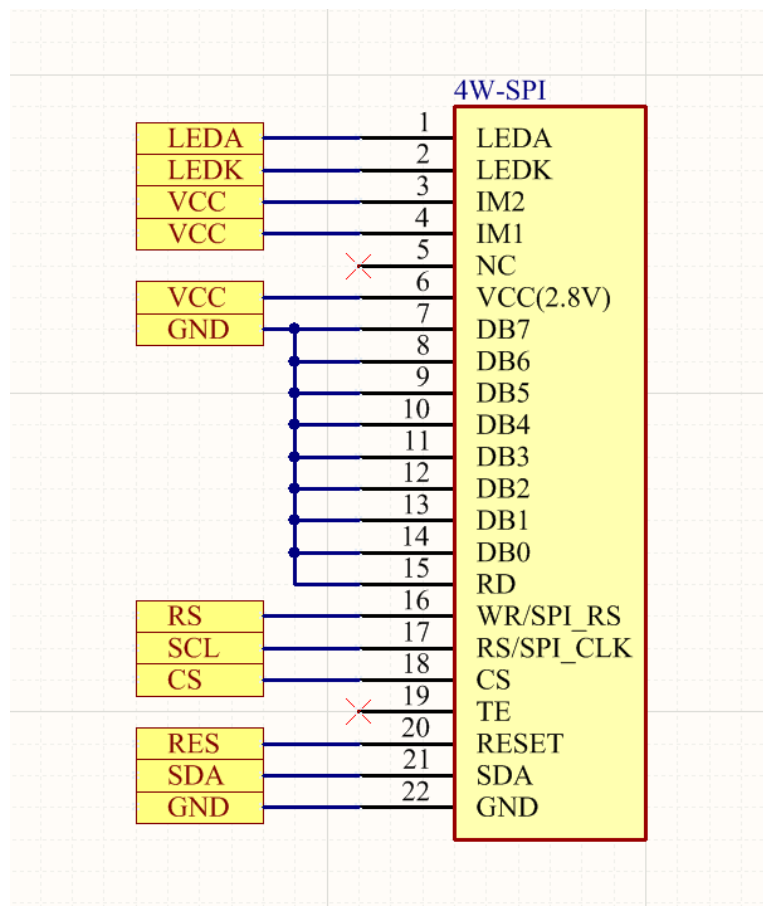 4W-SPI
LEDA 1 LEDA
LEDK 2 LEDK
VCC 3 IM2
VCC 4 IM1
5 NC
VCC 6 VCC(2.8V)
GND 7 DB7
8 DB6
9 DB5
10 DB4
11 DB3
12 DB2
13 DB1
14 DB0
15 RD
RS 16 WR/SPI_RS
SCL 17 RS/SPI_CLK
CS 18 CS
19 TE
RES 20 RESET
SDA 21 SDA
GND 22 GND